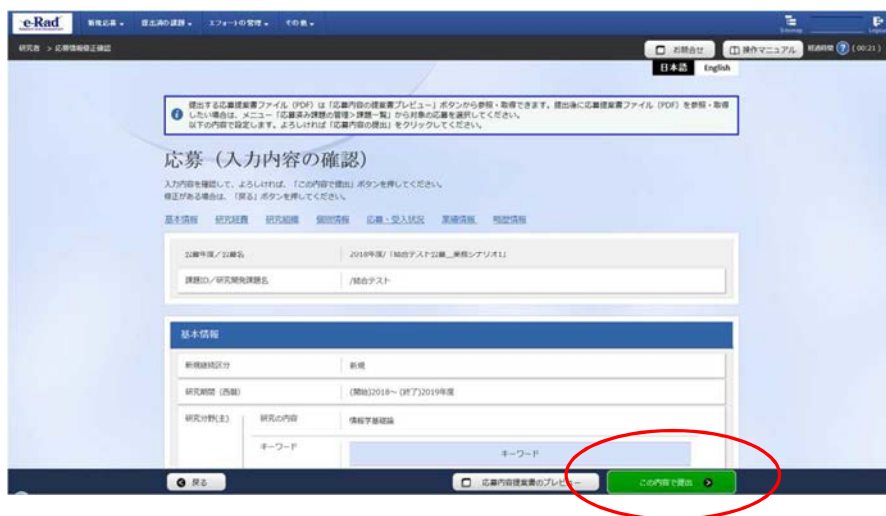 e-Rad 新規応募 提出済の課題 エフォートの管理 その他 Sitemap Logout
研究者 > 応募情報修正確認 お問合せ 操作マニュアル 経過時間 ? (00:21)
日本語 English
提出する応募提案書ファイル（PDF）は「応募内容の提案書プレビュー」ボタンから参照・取得できます。提出後に応募提案書ファイル（PDF）を参照・取得
したい場合は、メニュー「応募済み課題の管理>課題一覧」から対象の応募を選択してください。
以下の内容で設定します。よろしければ「応募内容の提出」をクリックしてください。
応募（入力内容の確認）
入力内容を確認して、よろしければ、「この内容で提出」ボタンを押してください。
修正がある場合は、「戻る」ボタンを押してください。
基本情報 研究経費 研究組織 個別情報 応募・受入状況 業績情報
公募年度／公募名 2018年度/「結合テスト公募__業務シナリオ1」
課題ID／研究開発課題名 /結合テスト
基本情報
新規継続区分 新規
研究期間（西暦） (開始)2018～ (終了)2019年度
研究分野(主) 研究の内容 情報学基礎論
キーワード キーワード
戻る 応募内容提案書のプレビュー この内容で提出